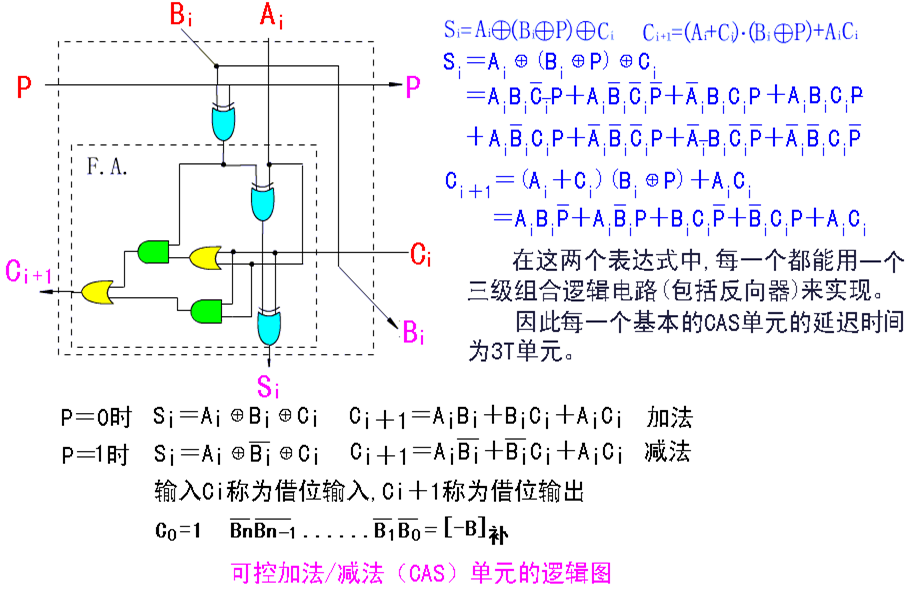 Bi
Ai
P
P
F.A.
Ci
Ci+1
Bi
Si
Si=Ai⊕(Bi⊕P)⊕Ci Ci+1=(Ai+Ci)·(Bi⊕P)+AiCi
Si=Ai⊕(Bi⊕P)⊕Ci
=AiBiC̅iP+AiB̅iC̅iP̅+A̅iBiCiP+AiBiCiP
+AiB̅iCiP+A̅iB̅iC̅iP+A̅iBiC̅iP̅+A̅iB̅iCiP̅
Ci+1=(Ai+Ci)(Bi⊕P)+AiCi
=AiBiP̅+AiB̅iP+BiCiP̅+B̅iCiP+AiCi
在这两个表达式中,每一个都能用一个
三级组合逻辑电路(包括反向器)来实现。
因此每一个基本的CAS单元的延迟时间
为3T单元。
P=0时 Si=Ai⊕Bi⊕Ci Ci+1=AiBi+BiCi+AiCi 加法
P=1时 Si=Ai⊕B̅i⊕Ci Ci+1=AiB̅i+B̅iCi+AiCi 减法
输入Ci称为借位输入,Ci+1称为借位输出
C0=1 B̅nB̅n-1......B̅1B̅0=[-B]补
可控加法/减法（CAS）单元的逻辑图